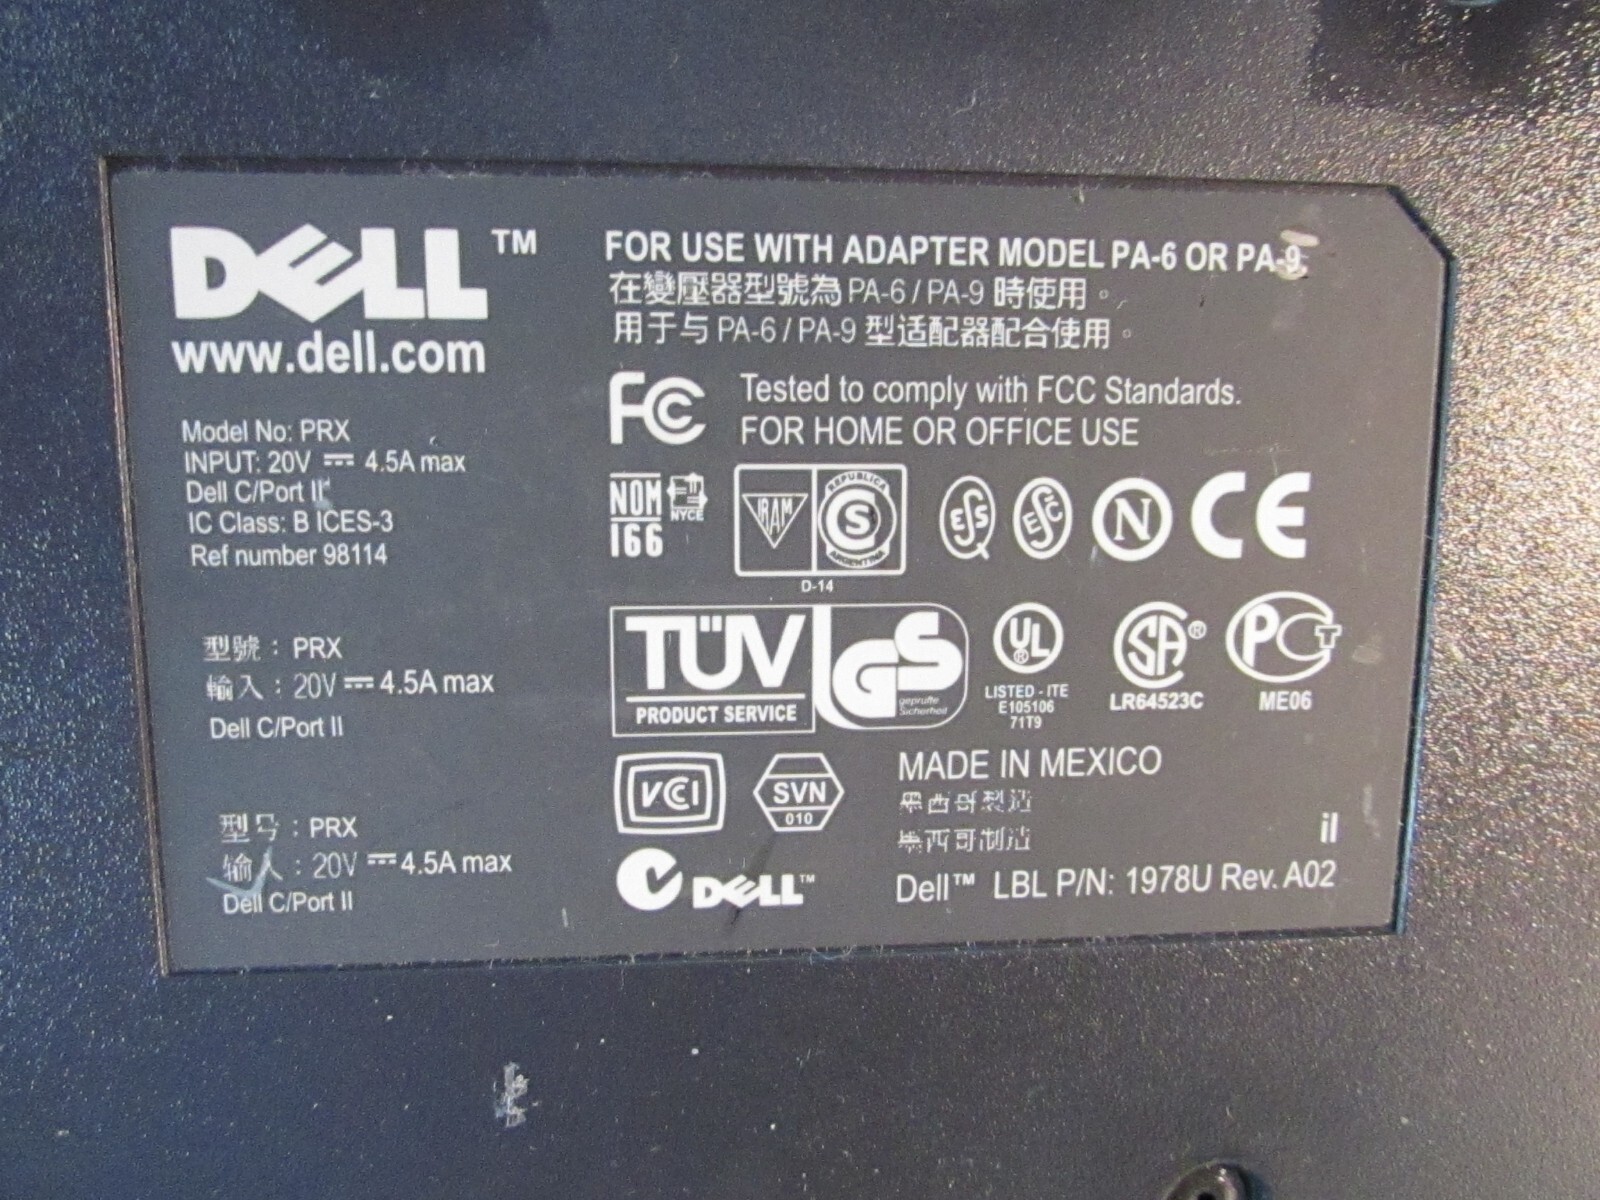 DELL™
www.dell.com
Model No: PRX
INPUT: 20V ⎓ 4.5A max
Dell C/Port II
IC Class: B ICES-3
Ref number 98114
型號：PRX
輸入：20V ⎓ 4.5A max
Dell C/Port II
型号：PRX
输入：20V ⎓ 4.5A max
Dell C/Port II
FOR USE WITH ADAPTER MODEL PA-6 OR PA-9.
在變壓器型號為 PA-6 / PA-9 時使用。
用于与 PA-6 / PA-9 型适配器配合使用。
FC Tested to comply with FCC Standards.
FOR HOME OR OFFICE USE
NOM
166
NYCE
IRAM
REPUBLICA
S
ARGENTINA
D-14
N
CE
TÜV
PRODUCT SERVICE
GS
geprüfte
Sicherheit
UL®
LISTED - ITE
E105106
71T9
SA®
LR64523C
PCT
ME06
VCCI
SVN
010
DELL™
MADE IN MEXICO
墨西哥製造
墨西哥制造
il
Dell™ LBL P/N: 1978U Rev. A02